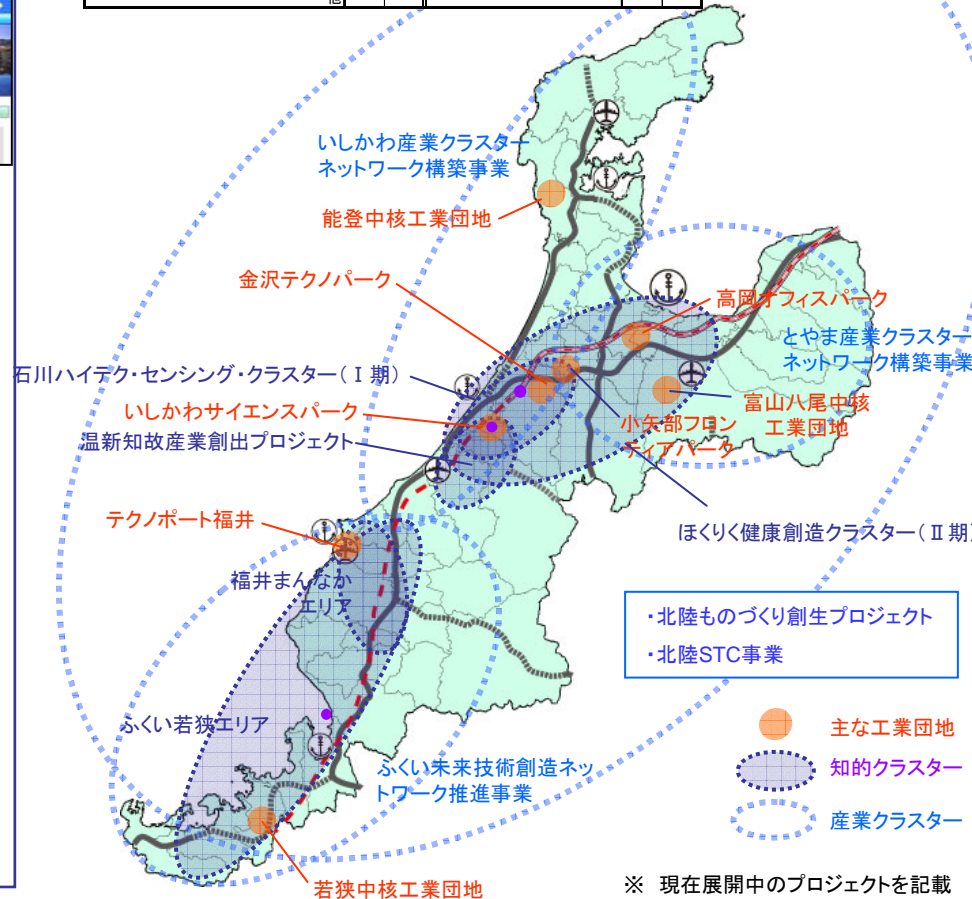 他
いしかわ産業クラスター
ネットワーク構築事業
能登中核工業団地
金沢テクノパーク
高岡オフィスパーク
とやま産業クラスター
ネットワーク構築事業
石川ハイテク・センシング・クラスター(Ⅰ期)
いしかわサイエンスパーク
温新知故産業創出プロジェクト
小矢部フロン
ティアパーク
富山八尾中核
工業団地
テクノポート福井
ほくりく健康創造クラスター(Ⅱ期)
福井まんなか
エリア
・北陸ものづくり創生プロジェクト
・北陸STC事業
ふくい若狭エリア
主な工業団地
ふくい未来技術創造ネッ
トワーク推進事業
知的クラスター
産業クラスター
若狭中核工業団地
※ 現在展開中のプロジェクトを記載